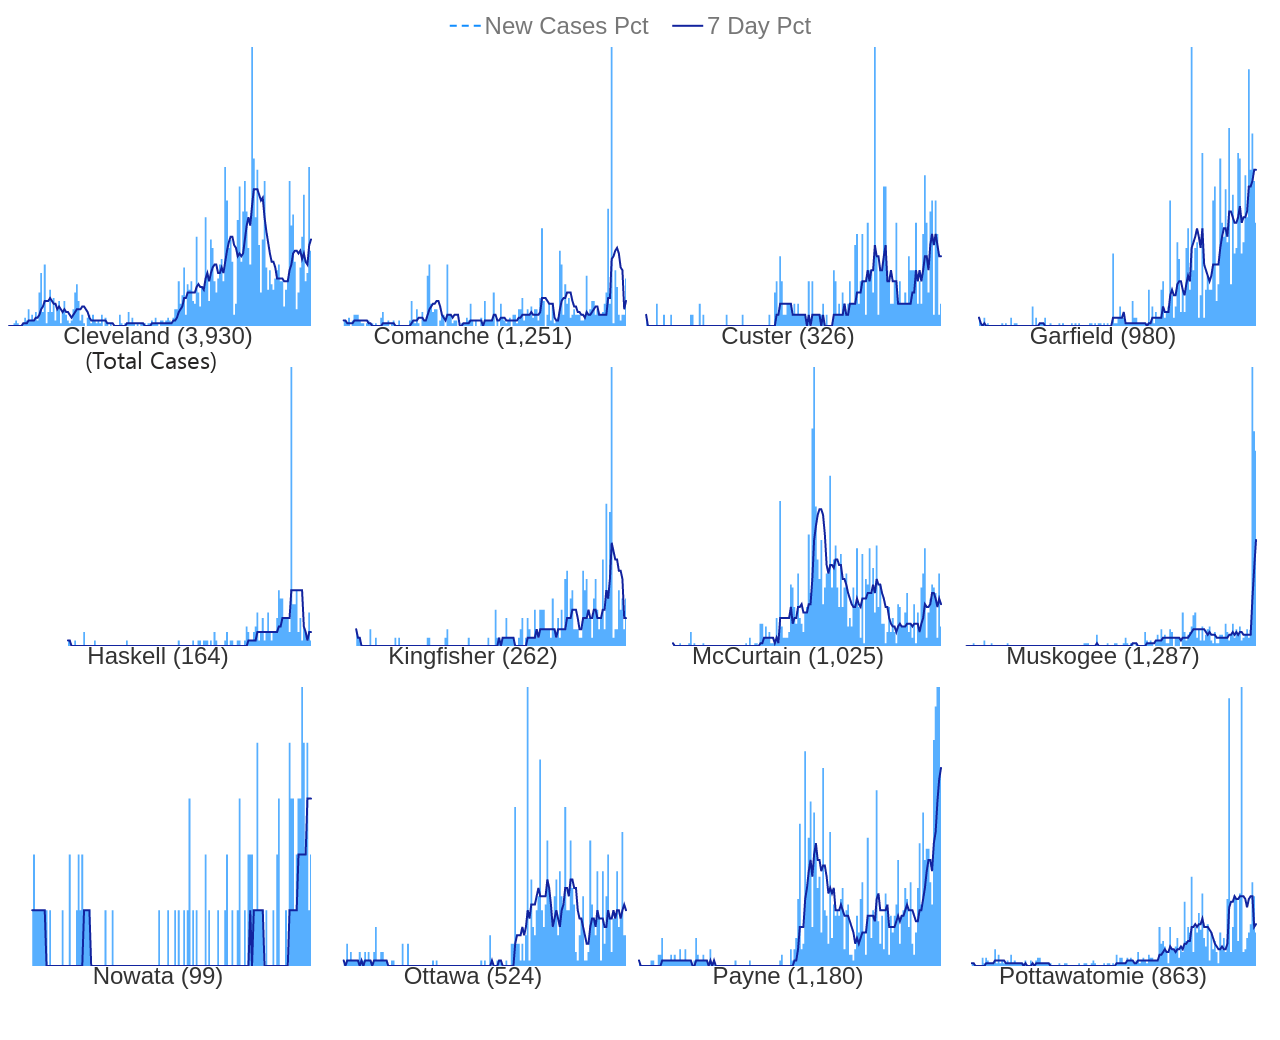 New Cases Pct 7 Day Pct
Cleveland (3,930) Comanche (1,251) Custer (326) Garfield (980)
(Total Cases)
Haskell (164) Kingfisher (262) McCurtain (1,025) Muskogee (1,287)
Nowata (99) Ottawa (524) Payne (1,180) Pottawatomie (863)